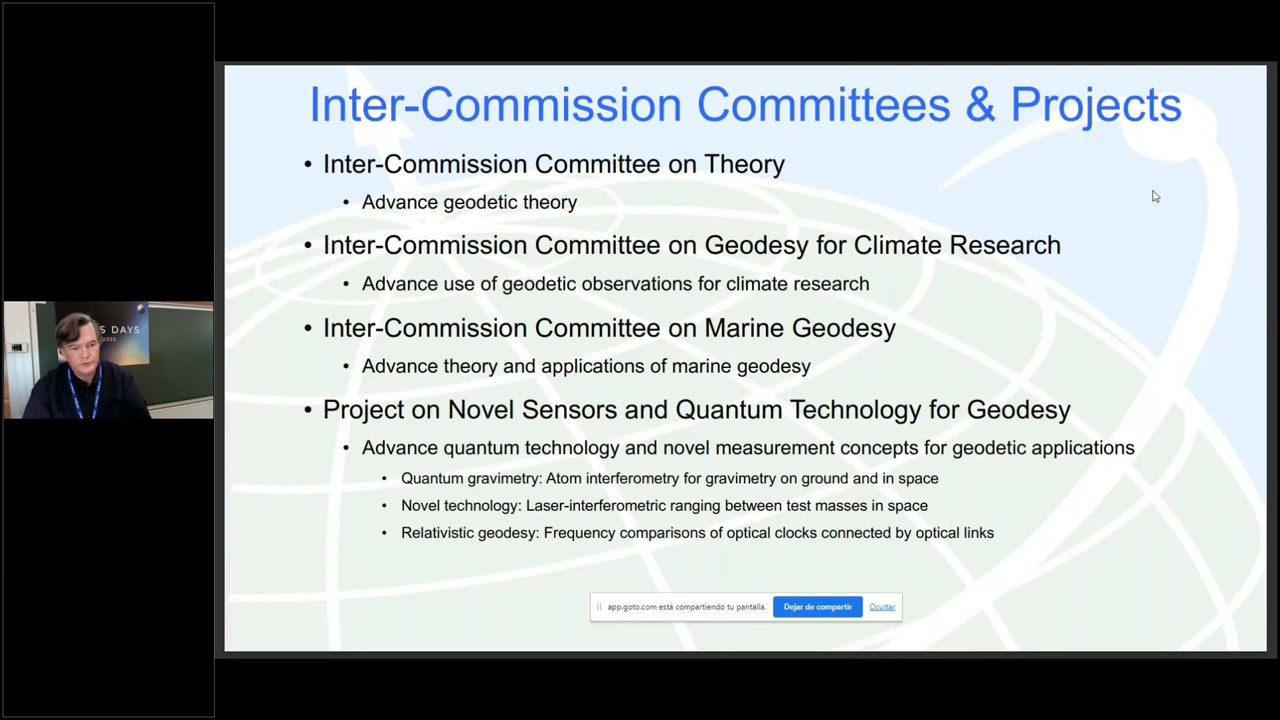 Inter-Commission Committees & Projects
• Inter-Commission Committee on Theory
• Advance geodetic theory
• Inter-Commission Committee on Geodesy for Climate Research
• Advance use of geodetic observations for climate research
• Inter-Commission Committee on Marine Geodesy
• Advance theory and applications of marine geodesy
• Project on Novel Sensors and Quantum Technology for Geodesy
• Advance quantum technology and novel measurement concepts for geodetic applications
• Quantum gravimetry: Atom interferometry for gravimetry on ground and in space
• Novel technology: Laser-interferometric ranging between test masses in space
• Relativistic geodesy: Frequency comparisons of optical clocks connected by optical links
app.goto.com está compartiendo tu pantalla. Dejar de compartir Ocultar
S DAYS
2023